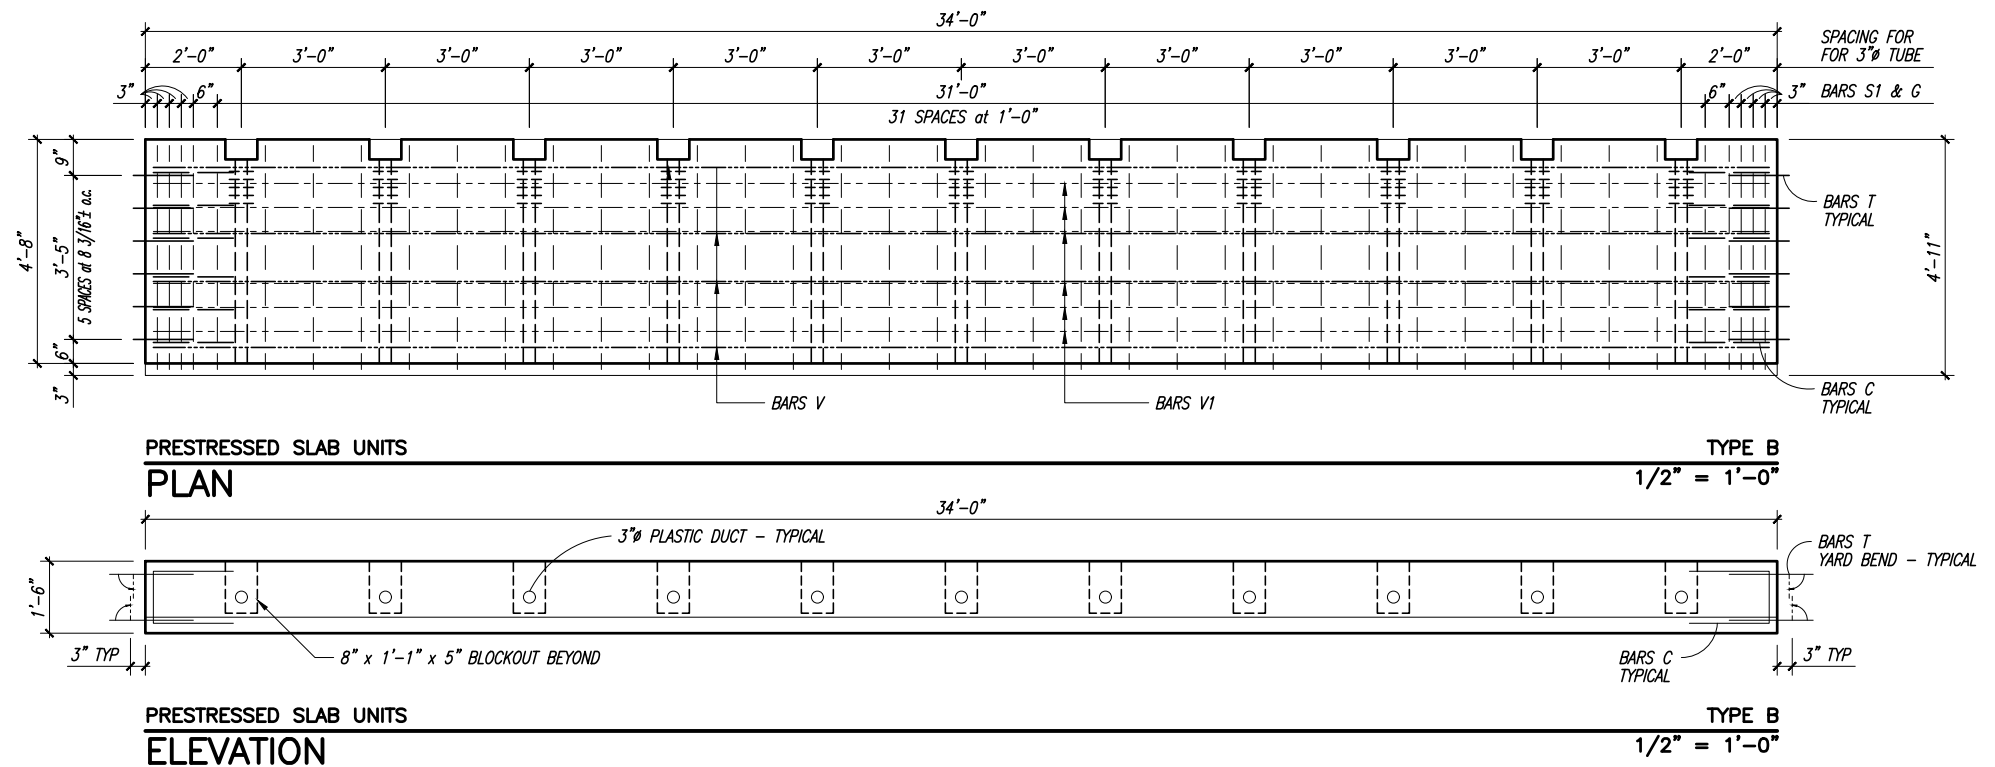 34'-0"
2'-0" 3'-0" 3'-0" 3'-0" 3'-0" 3'-0" 3'-0" 3'-0" 3'-0" 3'-0" 3'-0" 2'-0"
SPACING FOR
FOR 3"ø TUBE
3" 6" 31'-0" 6" 3" BARS S1 & G
31 SPACES at 1'-0"
9"
4'-8"
3'-5"
5 SPACES at 8 3/16"± o.c.
6"
3"
BARS T
TYPICAL
4'-11"
BARS C
TYPICAL
BARS V
BARS V1
PRESTRESSED SLAB UNITS TYPE B
PLAN 1/2" = 1'-0"
34'-0"
3"ø PLASTIC DUCT - TYPICAL
BARS T
YARD BEND - TYPICAL
1'-6"
3" TYP
8" x 1'-1" x 5" BLOCKOUT BEYOND
BARS C
TYPICAL
3" TYP
PRESTRESSED SLAB UNITS TYPE B
ELEVATION 1/2" = 1'-0"